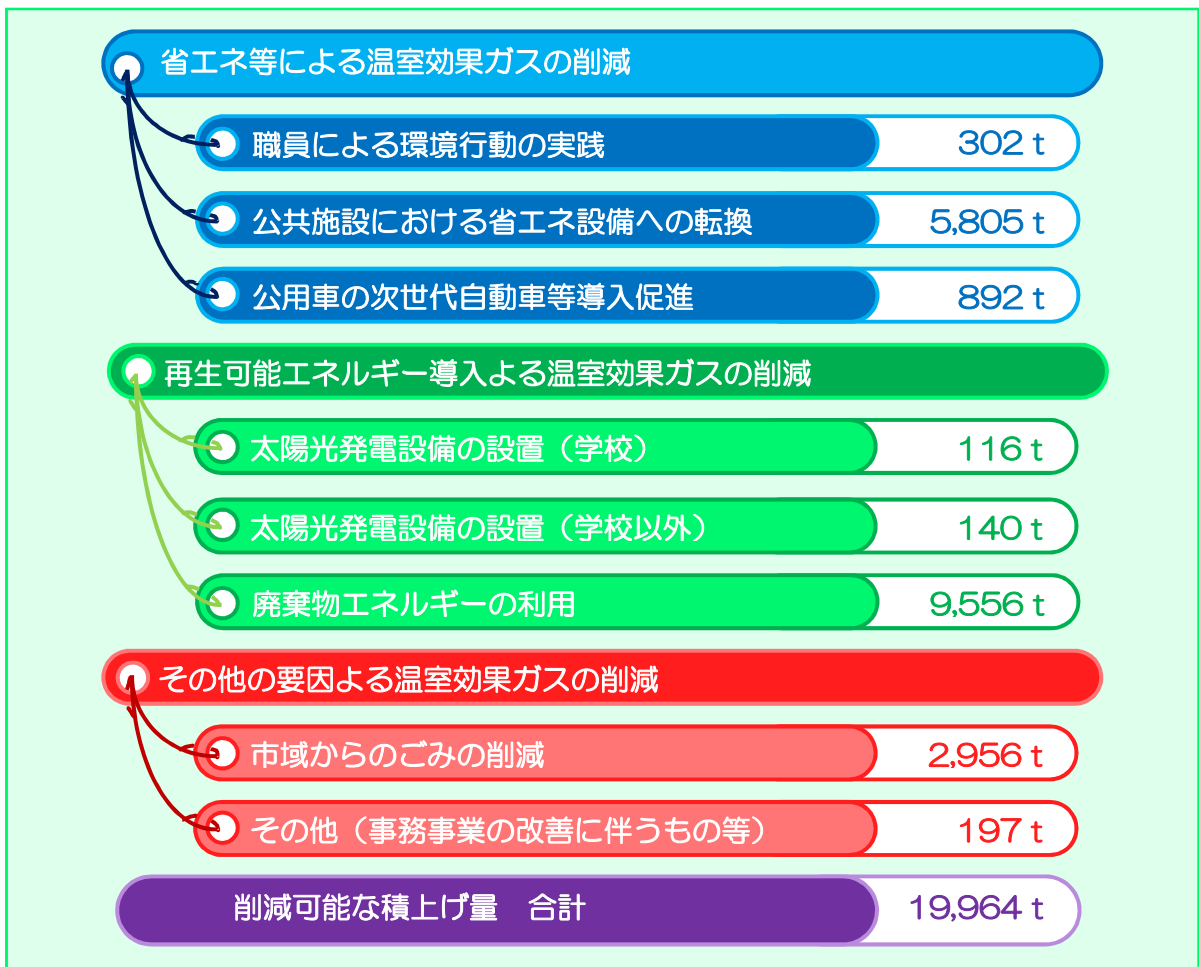 省エネ等による温室効果ガスの削減
職員による環境行動の実践 302 t
公共施設における省エネ設備への転換 5,805 t
公用車の次世代自動車等導入促進 892 t
再生可能エネルギー導入よる温室効果ガスの削減
太陽光発電設備の設置（学校） 116 t
太陽光発電設備の設置（学校以外） 140 t
廃棄物エネルギーの利用 9,556 t
その他の要因よる温室効果ガスの削減
市域からのごみの削減 2,956 t
その他（事務事業の改善に伴うもの等） 197 t
削減可能な積上げ量　合計 19,964 t